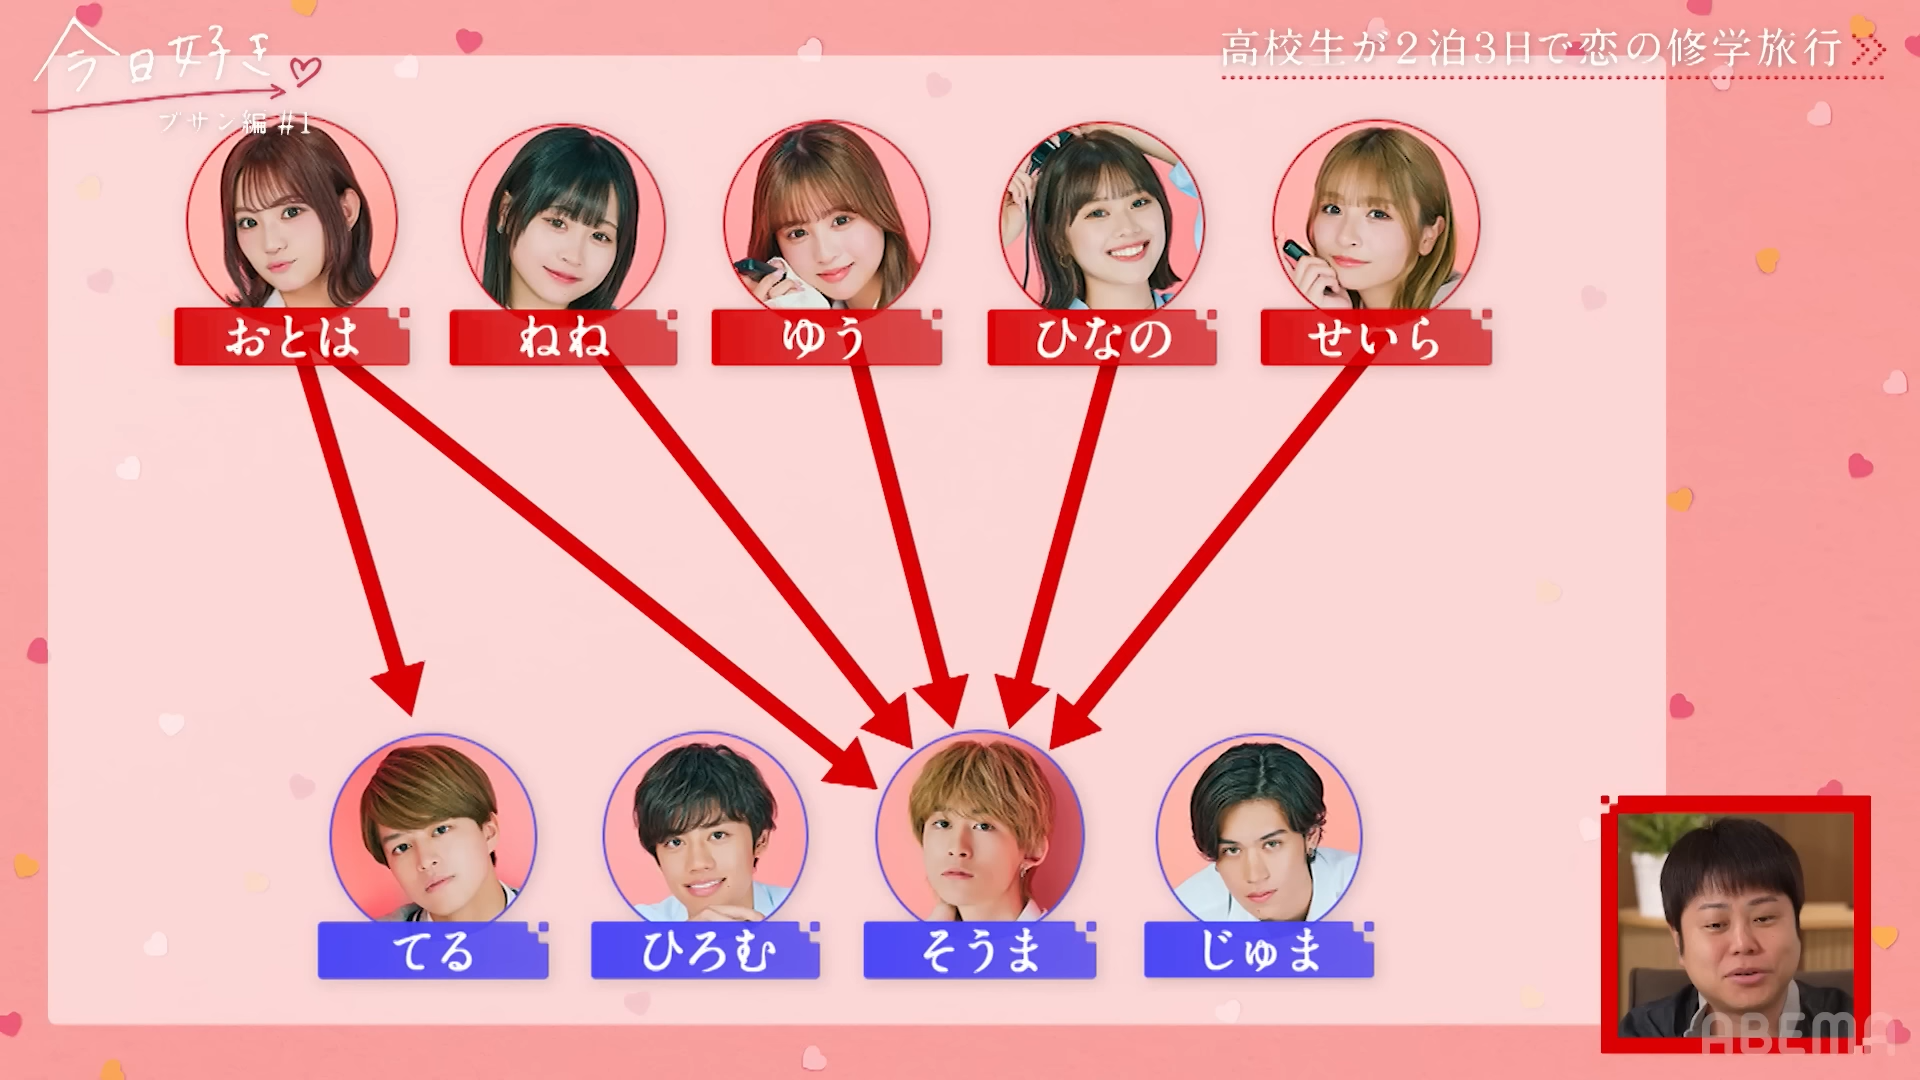 今日好き
ブサン編 #1
高校生が2泊3日で恋の修学旅行
おとは
ねね
ゆう
ひなの
せいら
てる
ひろむ
そうま
じゅま
ABEMA